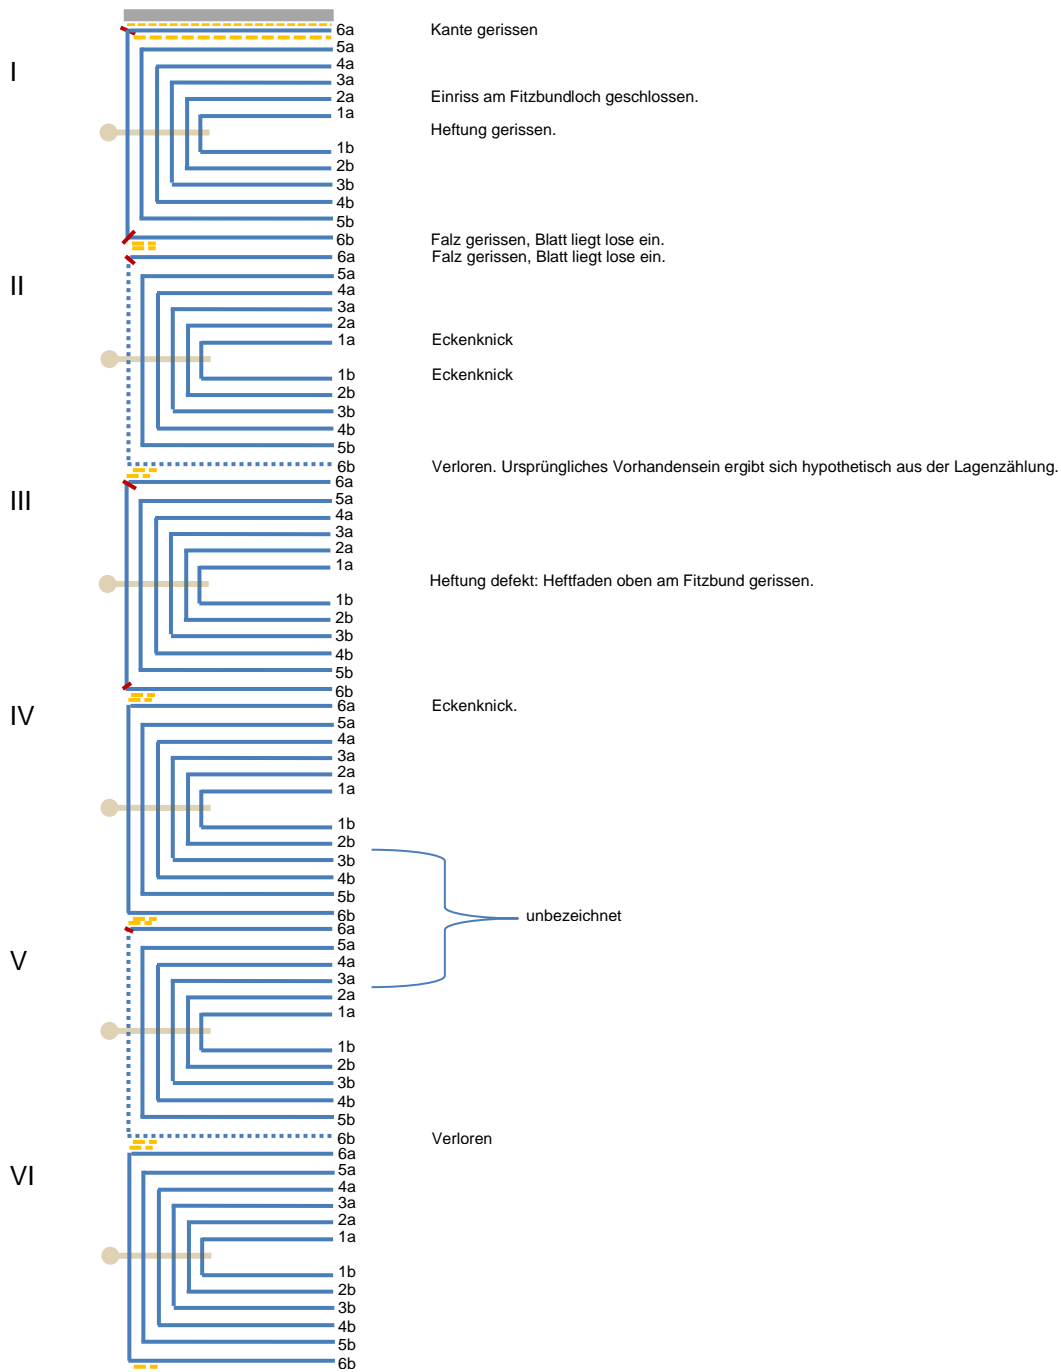 6a Kante gerissen
5a
I
4a
3a
2a Einriss am Fitzbundloch geschlossen.
1a
Heftung gerissen.
1b
2b
3b
4b
5b
6b Falz gerissen, Blatt liegt lose ein.
6a Falz gerissen, Blatt liegt lose ein.
5a
II
4a
3a
2a
1a Eckenknick
1b Eckenknick
2b
3b
4b
5b
6b Verloren. Ursprüngliches Vorhandensein ergibt sich hypothetisch aus der Lagenzählung.
6a
III
5a
4a
3a
2a
1a
Heftung defekt: Heftfaden oben am Fitzbund gerissen.
1b
2b
3b
4b
5b
6b
6a Eckenknick.
IV
5a
4a
3a
2a
1a
1b
2b
3b
4b
5b
6b unbezeichnet
6a
5a
V
4a
3a
2a
1a
1b
2b
3b
4b
5b
6b Verloren
6a
5a
VI
4a
3a
2a
1a
1b
2b
3b
4b
5b
6b